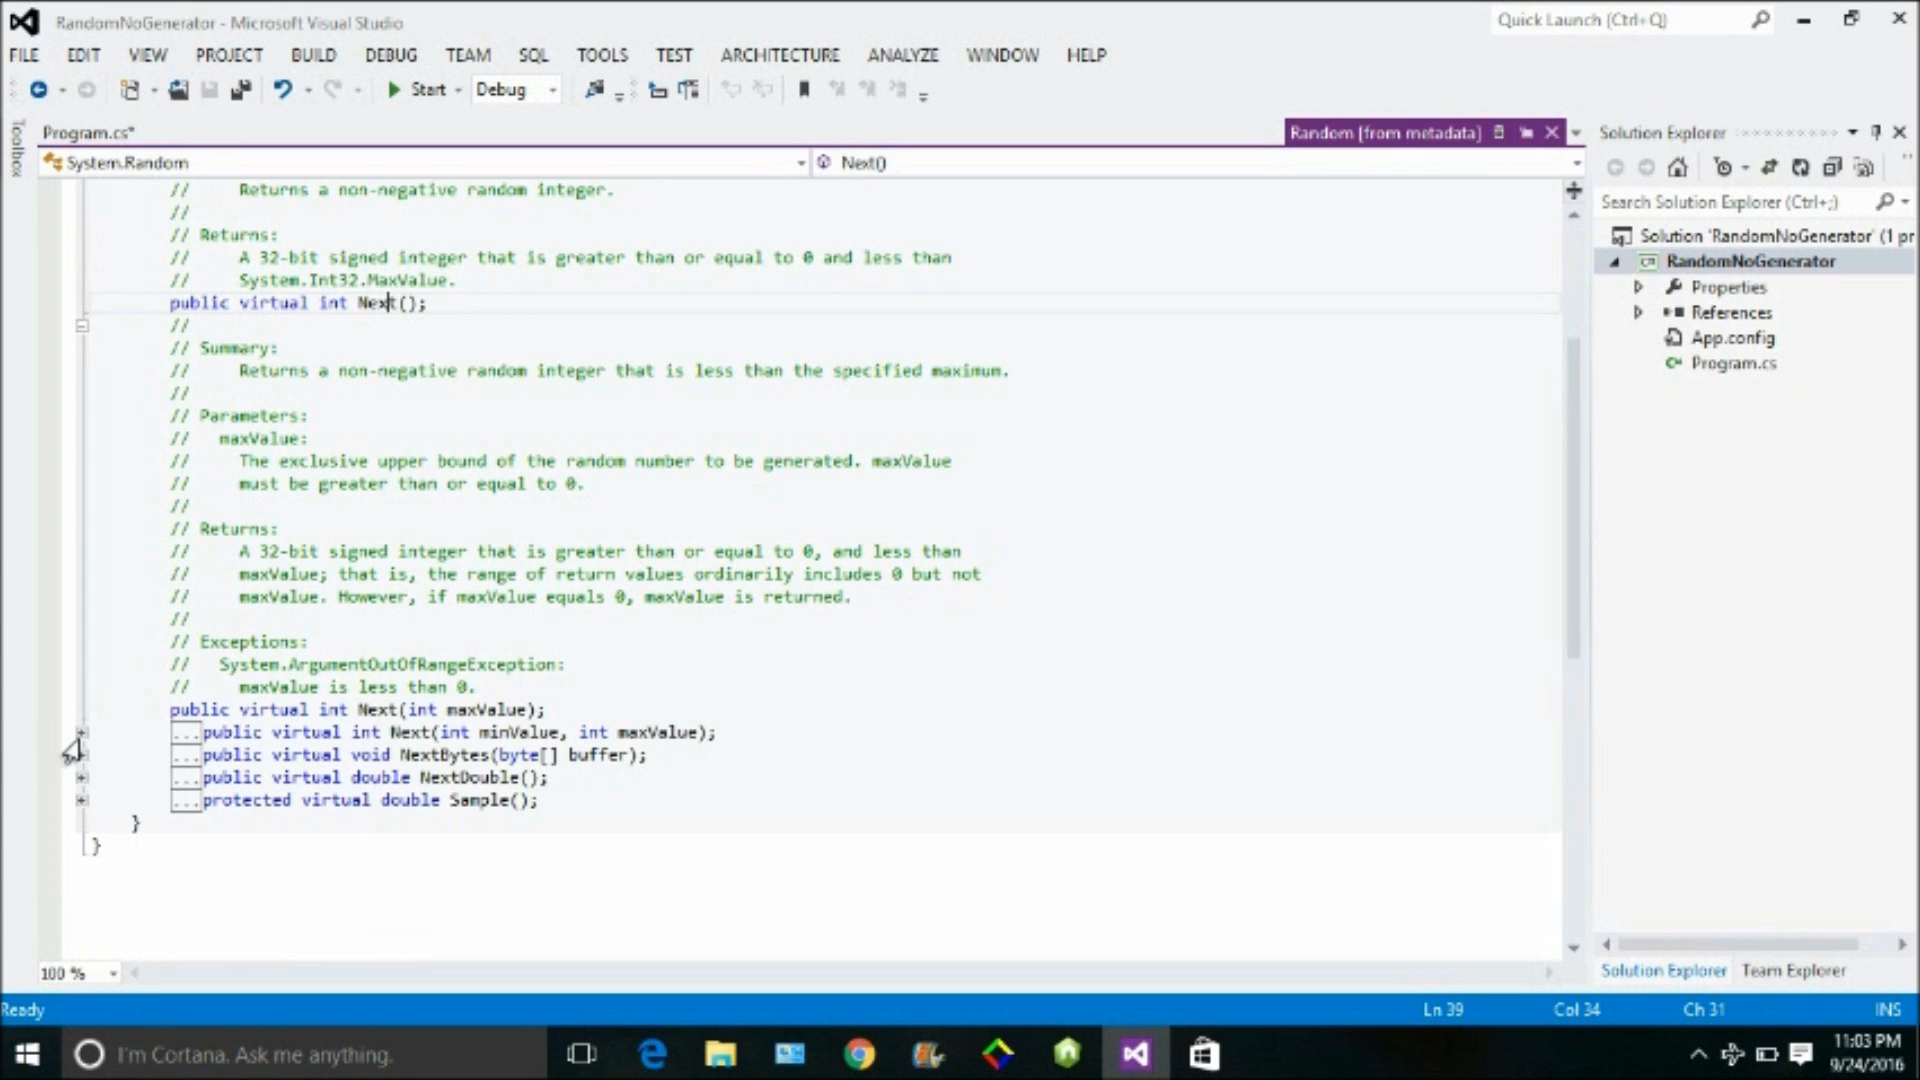 RandomNoGenerator - Microsoft Visual Studio
Quick Launch (Ctrl+Q)
FILE EDIT VIEW PROJECT BUILD DEBUG TEAM SQL TOOLS TEST ARCHITECTURE ANALYZE WINDOW HELP
Start Debug
Toolbox
Program.cs*
Random [from metadata]
Solution Explorer
System.Random
Next()
Search Solution Explorer (Ctrl+;)
Solution 'RandomNoGenerator' (1 pr
RandomNoGenerator
Properties
References
App.config
Program.cs
// Returns a non-negative random integer.
//
// Returns:
// A 32-bit signed integer that is greater than or equal to 0 and less than
// System.Int32.MaxValue.
public virtual int Next();
//
// Summary:
// Returns a non-negative random integer that is less than the specified maximum.
//
// Parameters:
// maxValue:
// The exclusive upper bound of the random number to be generated. maxValue
// must be greater than or equal to 0.
//
// Returns:
// A 32-bit signed integer that is greater than or equal to 0, and less than
// maxValue; that is, the range of return values ordinarily includes 0 but not
// maxValue. However, if maxValue equals 0, maxValue is returned.
//
// Exceptions:
// System.ArgumentOutOfRangeException:
// maxValue is less than 0.
public virtual int Next(int maxValue);
...public virtual int Next(int minValue, int maxValue);
...public virtual void NextBytes(byte[] buffer);
...public virtual double NextDouble();
...protected virtual double Sample();
}
}
100 %
Solution Explorer Team Explorer
Ready
Ln 39 Col 34 Ch 31 INS
I'm Cortana. Ask me anything.
11:03 PM
9/24/2016